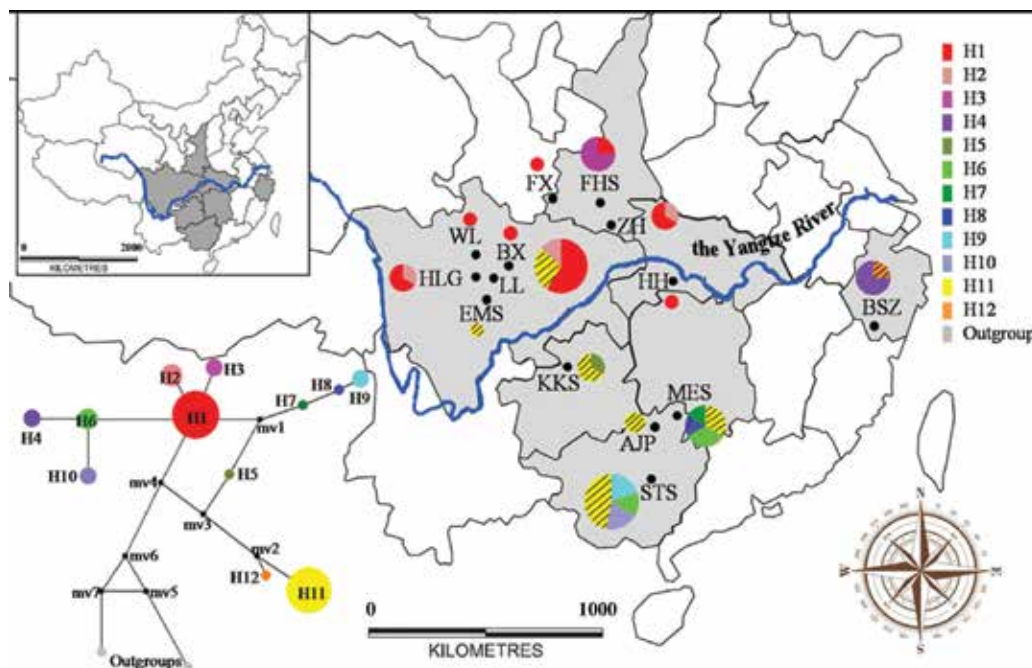 0
2000
KILOMETRES
H1
H2
H3
H4
H5
H6
H7
H8
H9
H10
H11
H12
Outgroup
FX
FHS
ZH
WL
BX
HLG
LL
EMS
HH
the Yangtze River
BSZ
KKS
MES
AJP
STS
H2
H3
H1
H4
H6
H10
mv1
H7
H8
H9
H5
mv4
mv3
mv6
mv2
H12
H11
mv7
mv5
Outgroups
0
1000
KILOMETRES
N
W
E
S